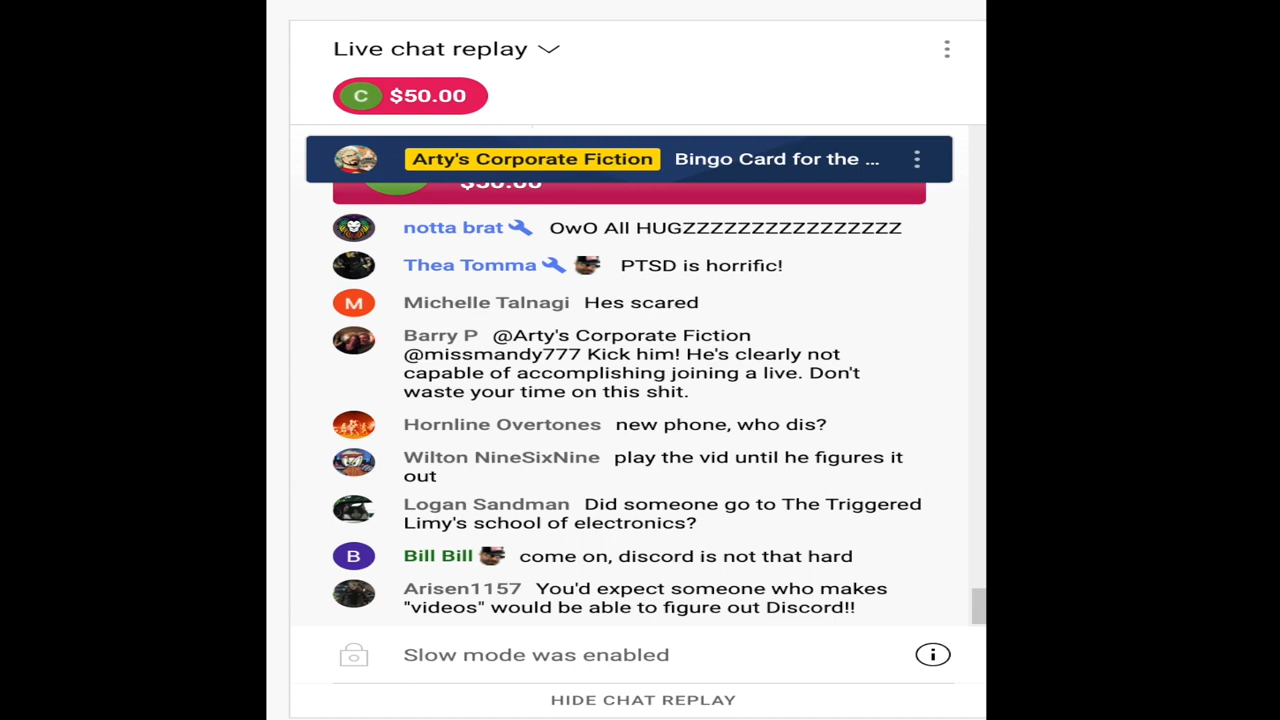 Live chat replay
C $50.00
Arty's Corporate Fiction Bingo Card for the ...
$50.00
notta brat OwO All HUGZZZZZZZZZZZZZZZZ
Thea Tomma PTSD is horrific!
M Michelle Talnagi Hes scared
Barry P @Arty's Corporate Fiction
@missmandy777 Kick him! He's clearly not
capable of accomplishing joining a live. Don't
waste your time on this shit.
Hornline Overtones new phone, who dis?
Wilton NineSixNine play the vid until he figures it
out
Logan Sandman Did someone go to The Triggered
Limy's school of electronics?
B Bill Bill come on, discord is not that hard
Arisen1157 You'd expect someone who makes
"videos" would be able to figure out Discord!!
Slow mode was enabled
HIDE CHAT REPLAY